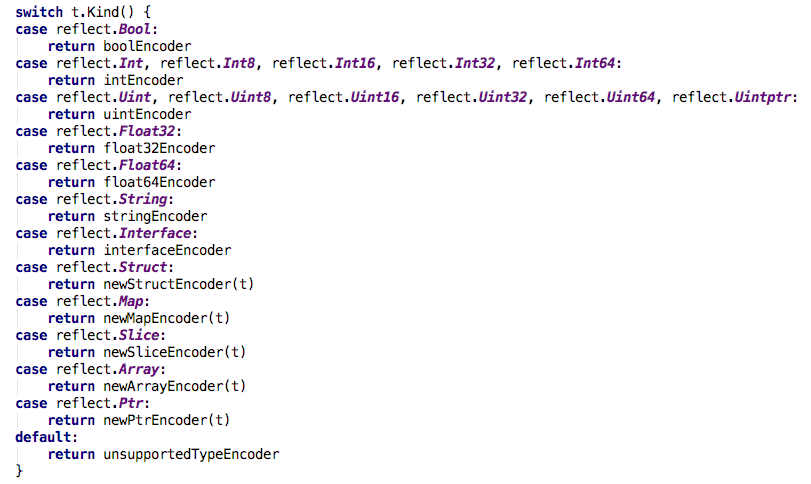 switch t.Kind() {
case reflect.Bool:
    return boolEncoder
case reflect.Int, reflect.Int8, reflect.Int16, reflect.Int32, reflect.Int64:
    return intEncoder
case reflect.Uint, reflect.Uint8, reflect.Uint16, reflect.Uint32, reflect.Uint64, reflect.Uintptr:
    return uintEncoder
case reflect.Float32:
    return float32Encoder
case reflect.Float64:
    return float64Encoder
case reflect.String:
    return stringEncoder
case reflect.Interface:
    return interfaceEncoder
case reflect.Struct:
    return newStructEncoder(t)
case reflect.Map:
    return newMapEncoder(t)
case reflect.Slice:
    return newSliceEncoder(t)
case reflect.Array:
    return newArrayEncoder(t)
case reflect.Ptr:
    return newPtrEncoder(t)
default:
    return unsupportedTypeEncoder
}